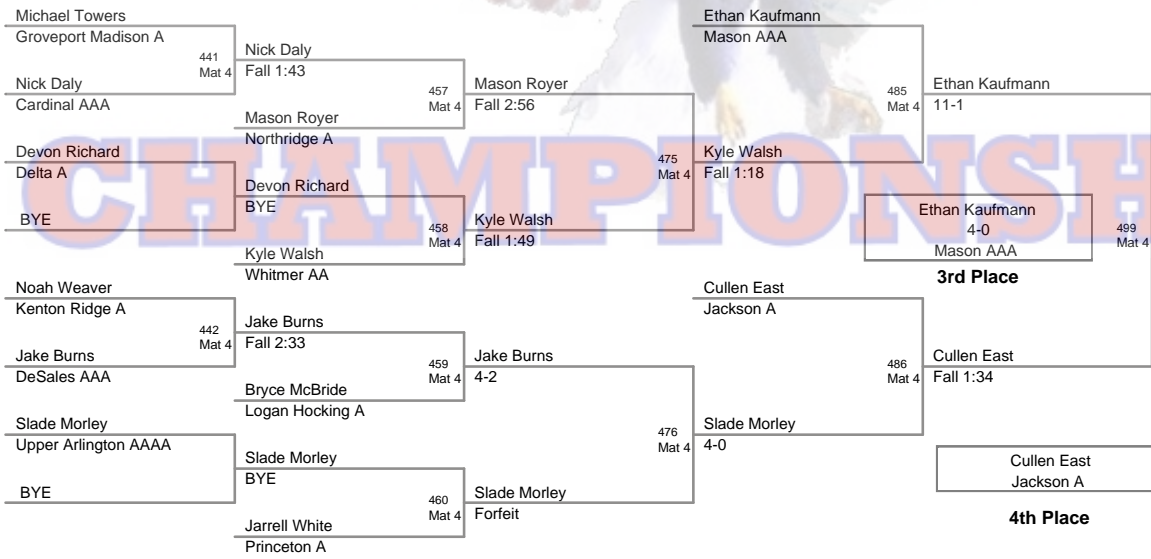 Michael Towers
Groveport Madison A
441
Mat 4
Nick Daly
Cardinal AAA
Nick Daly
Fall 1:43
Mason Royer
Northridge A
457
Mat 4
Mason Royer
Fall 2:56
Devon Richard
Delta A
BYE
Devon Richard
BYE
Kyle Walsh
Whitmer AA
458
Mat 4
Kyle Walsh
Fall 1:49
475
Mat 4
Kyle Walsh
Fall 1:18
Ethan Kaufmann
Mason AAA
485
Mat 4
Ethan Kaufmann
11-1
CHAMPIONSH
Ethan Kaufmann
4-0
Mason AAA
3rd Place
499
Mat 4
Noah Weaver
Kenton Ridge A
442
Mat 4
Jake Burns
DeSales AAA
Jake Burns
Fall 2:33
Bryce McBride
Logan Hocking A
459
Mat 4
Jake Burns
4-2
Slade Morley
Upper Arlington AAAA
BYE
Slade Morley
BYE
Jarrell White
Princeton A
460
Mat 4
Slade Morley
Forfeit
476
Mat 4
Slade Morley
4-0
Cullen East
Jackson A
486
Mat 4
Cullen East
Fall 1:34
Cullen East
Jackson A
4th Place